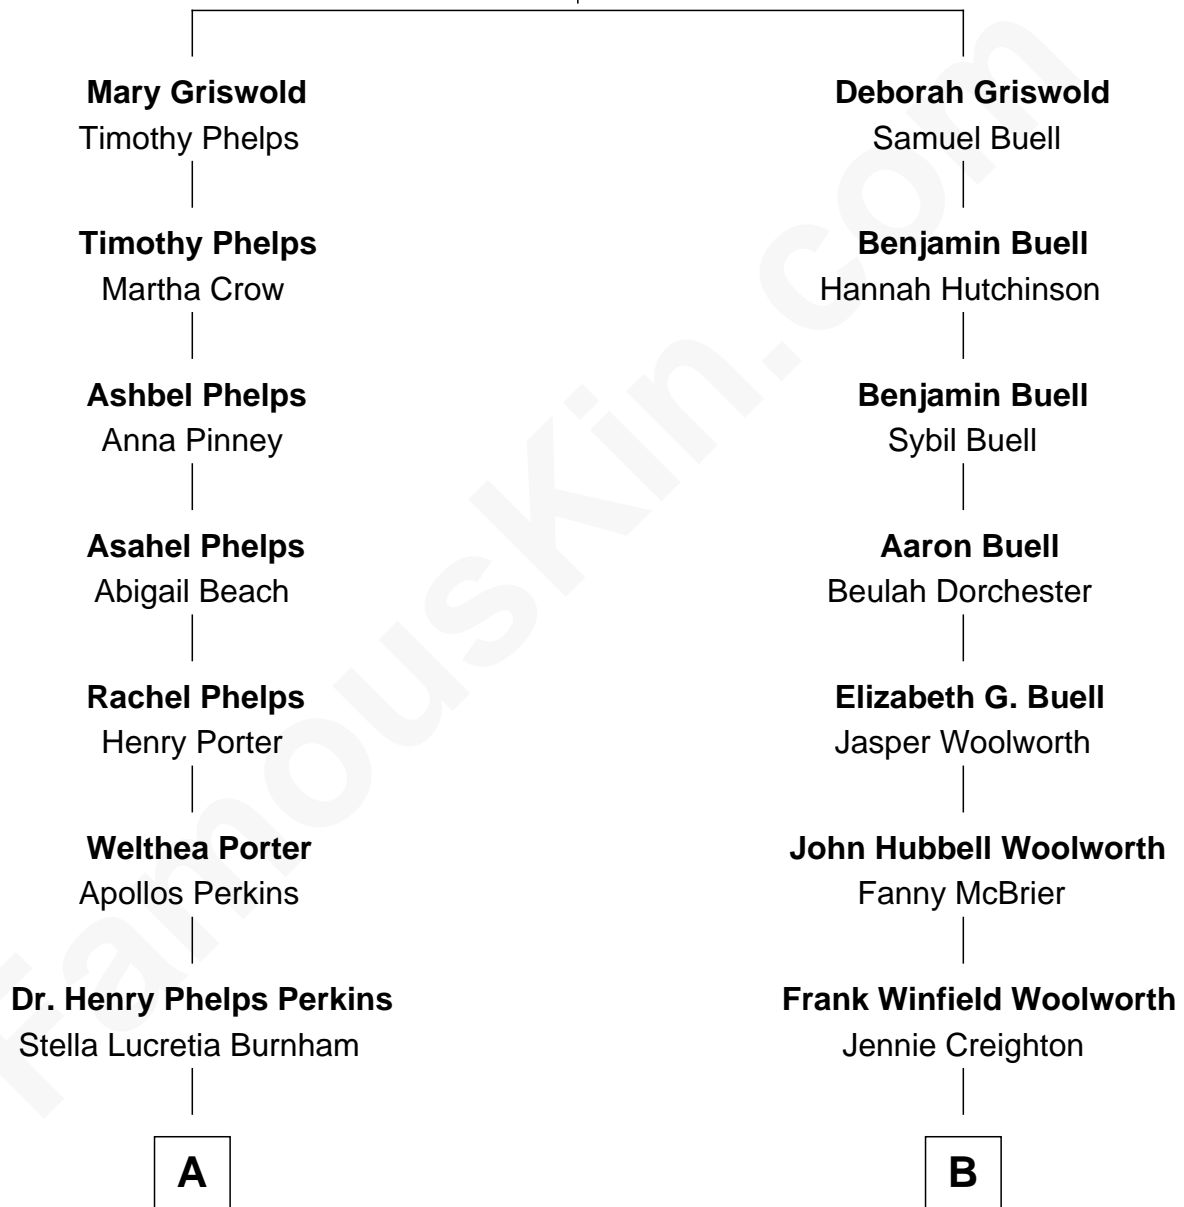 Mary Griswold
Timothy Phelps
Timothy Phelps
Martha Crow
Ashbel Phelps
Anna Pinney
Asahel Phelps
Abigail Beach
Rachel Phelps
Henry Porter
Welthea Porter
Apollos Perkins
Dr. Henry Phelps Perkins
Stella Lucretia Burnham
A
Deborah Griswold
Samuel Buell
Benjamin Buell
Hannah Hutchinson
Benjamin Buell
Sybil Buell
Aaron Buell
Beulah Dorchester
Elizabeth G. Buell
Jasper Woolworth
John Hubbell Woolworth
Fanny McBrier
Frank Winfield Woolworth
Jennie Creighton
B
FamousKin.com